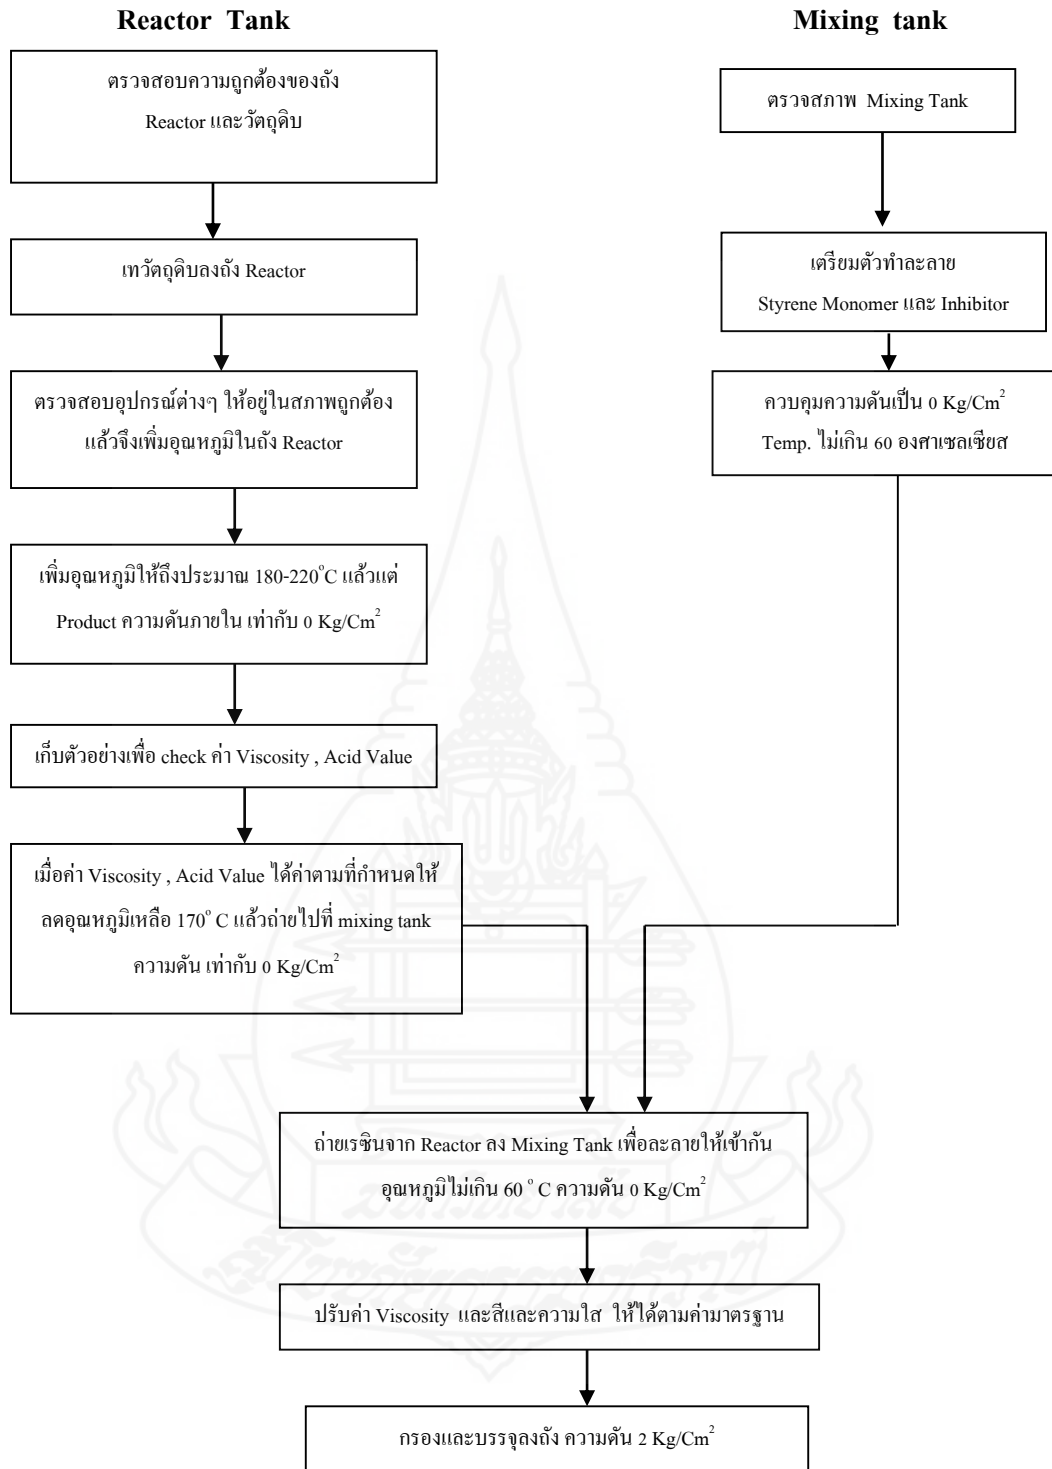 Reactor Tank
ตรวจสอบความถูกต้องของถัง
Reactor และวัตถุดิบ
เทวัตถุดิบลงถัง Reactor
ตรวจสอบอุปกรณ์ต่างๆ ให้อยู่ในสภาพถูกต้อง
แล้วจึงเพิ่มอุณหภูมิในถัง Reactor
เพิ่มอุณหภูมิให้ถึงประมาณ 180-220°C แล้วแต่
Product ความดันภายใน เท่ากับ 0 Kg/Cm²
เก็บตัวอย่างเพื่อ check ค่า Viscosity , Acid Value
เมื่อค่า Viscosity , Acid Value ได้ค่าตามที่กำหนดให้
ลดอุณหภูมิเหลือ 170° C แล้วถ่ายไปที่ mixing tank
ความดัน เท่ากับ 0 Kg/Cm²
Mixing tank
ตรวจสภาพ Mixing Tank
เตรียมตัวทำละลาย
Styrene Monomer และ Inhibitor
ควบคุมความดันเป็น 0 Kg/Cm²
Temp. ไม่เกิน 60 องศาเซลเซียส
ถ่ายเรซินจาก Reactor ลง Mixing Tank เพื่อละลายให้เข้ากัน
อุณหภูมิไม่เกิน 60 ° C ความดัน 0 Kg/Cm²
ปรับค่า Viscosity และสีและความใส ให้ได้ตามค่ามาตรฐาน
กรองและบรรจุลงถัง ความดัน 2 Kg/Cm²